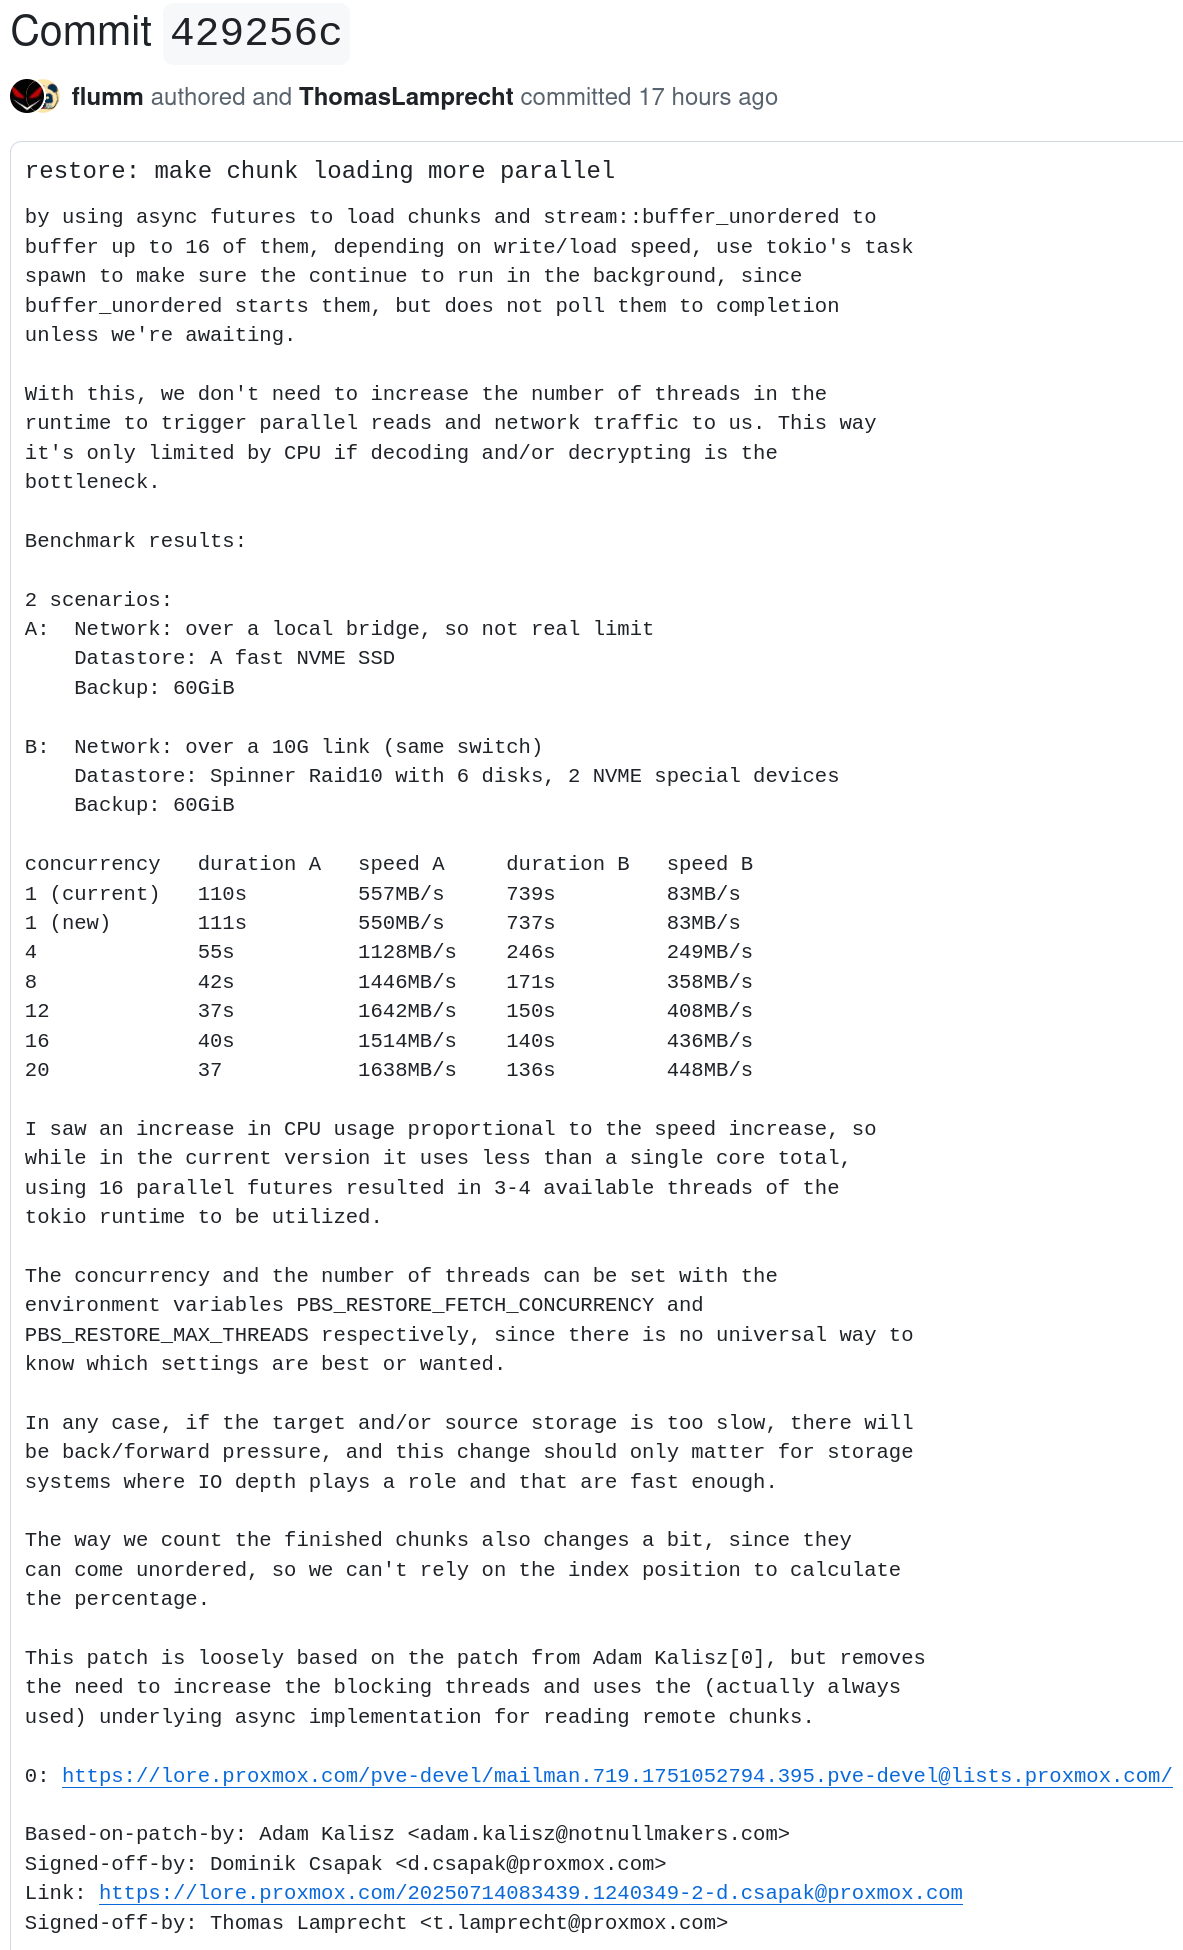 Commit 429256c
flumm authored and ThomasLamprecht committed 17 hours ago
restore: make chunk loading more parallel
by using async futures to load chunks and stream::buffer_unordered to
buffer up to 16 of them, depending on write/load speed, use tokio's task
spawn to make sure the continue to run in the background, since
buffer_unordered starts them, but does not poll them to completion
unless we're awaiting.
With this, we don't need to increase the number of threads in the
runtime to trigger parallel reads and network traffic to us. This way
it's only limited by CPU if decoding and/or decrypting is the
bottleneck.
Benchmark results:
2 scenarios:
A:  Network: over a local bridge, so not real limit
    Datastore: A fast NVME SSD
    Backup: 60GiB
B:  Network: over a 10G link (same switch)
    Datastore: Spinner Raid10 with 6 disks, 2 NVME special devices
    Backup: 60GiB
concurrency   duration A   speed A     duration B   speed B
1 (current)   110s         557MB/s     739s         83MB/s
1 (new)       111s         550MB/s     737s         83MB/s
4             55s          1128MB/s    246s         249MB/s
8             42s          1446MB/s    171s         358MB/s
12            37s          1642MB/s    150s         408MB/s
16            40s          1514MB/s    140s         436MB/s
20            37           1638MB/s    136s         448MB/s
I saw an increase in CPU usage proportional to the speed increase, so
while in the current version it uses less than a single core total,
using 16 parallel futures resulted in 3-4 available threads of the
tokio runtime to be utilized.
The concurrency and the number of threads can be set with the
environment variables PBS_RESTORE_FETCH_CONCURRENCY and
PBS_RESTORE_MAX_THREADS respectively, since there is no universal way to
know which settings are best or wanted.
In any case, if the target and/or source storage is too slow, there will
be back/forward pressure, and this change should only matter for storage
systems where IO depth plays a role and that are fast enough.
The way we count the finished chunks also changes a bit, since they
can come unordered, so we can't rely on the index position to calculate
the percentage.
This patch is loosely based on the patch from Adam Kalisz[0], but removes
the need to increase the blocking threads and uses the (actually always
used) underlying async implementation for reading remote chunks.
0: https://lore.proxmox.com/pve-devel/mailman.719.1751052794.395.pve-devel@lists.proxmox.com/
Based-on-patch-by: Adam Kalisz <adam.kalisz@notnullmakers.com>
Signed-off-by: Dominik Csapak <d.csapak@proxmox.com>
Link: https://lore.proxmox.com/20250714083439.1240349-2-d.csapak@proxmox.com
Signed-off-by: Thomas Lamprecht <t.lamprecht@proxmox.com>